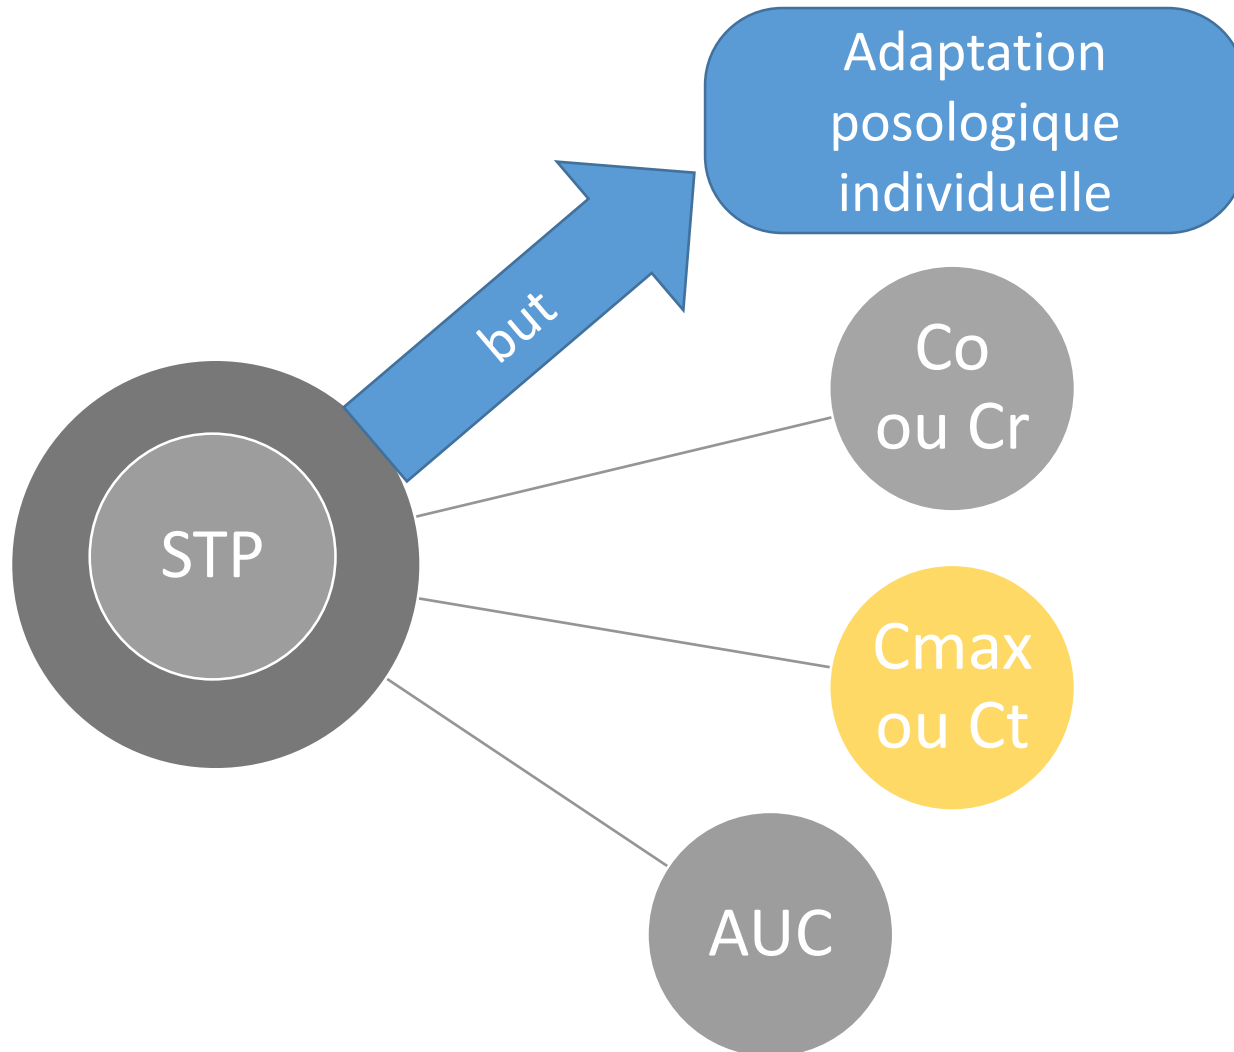 Adaptation
posologique
individuelle
but
Co
ou Cr
STP
Cmax
ou Ct
AUC